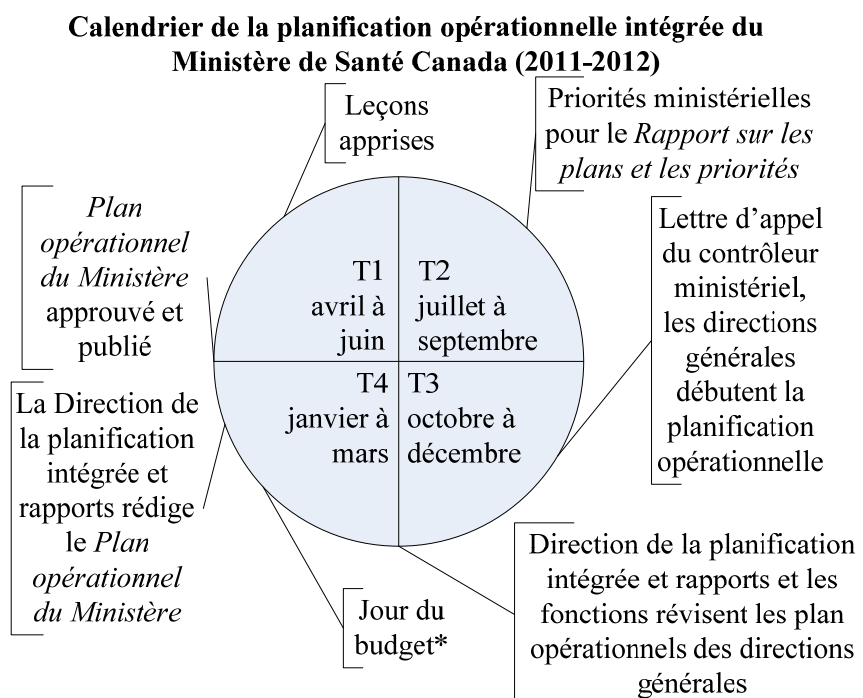 Calendrier de la planification opérationnelle intégrée du
Ministère de Santé Canada (2011-2012)
Leçons
apprises
Priorités ministérielles
pour le Rapport sur les
plans et les priorités
Plan
opérationnel
du Ministère
approuvé et
publié
Lettre d’appel
du contrôleur
ministériel,
les directions
générales
débutent la
planification
opérationnelle
T1
avril à
juin
T2
juillet à
septembre
T4
janvier à
mars
T3
octobre à
décembre
La Direction de
la planification
intégrée et
rapports rédige
le Plan
opérationnel
du Ministère
Jour du
budget*
Direction de la planification
intégrée et rapports et les
fonctions révisent les plan
opérationnels des directions
générales